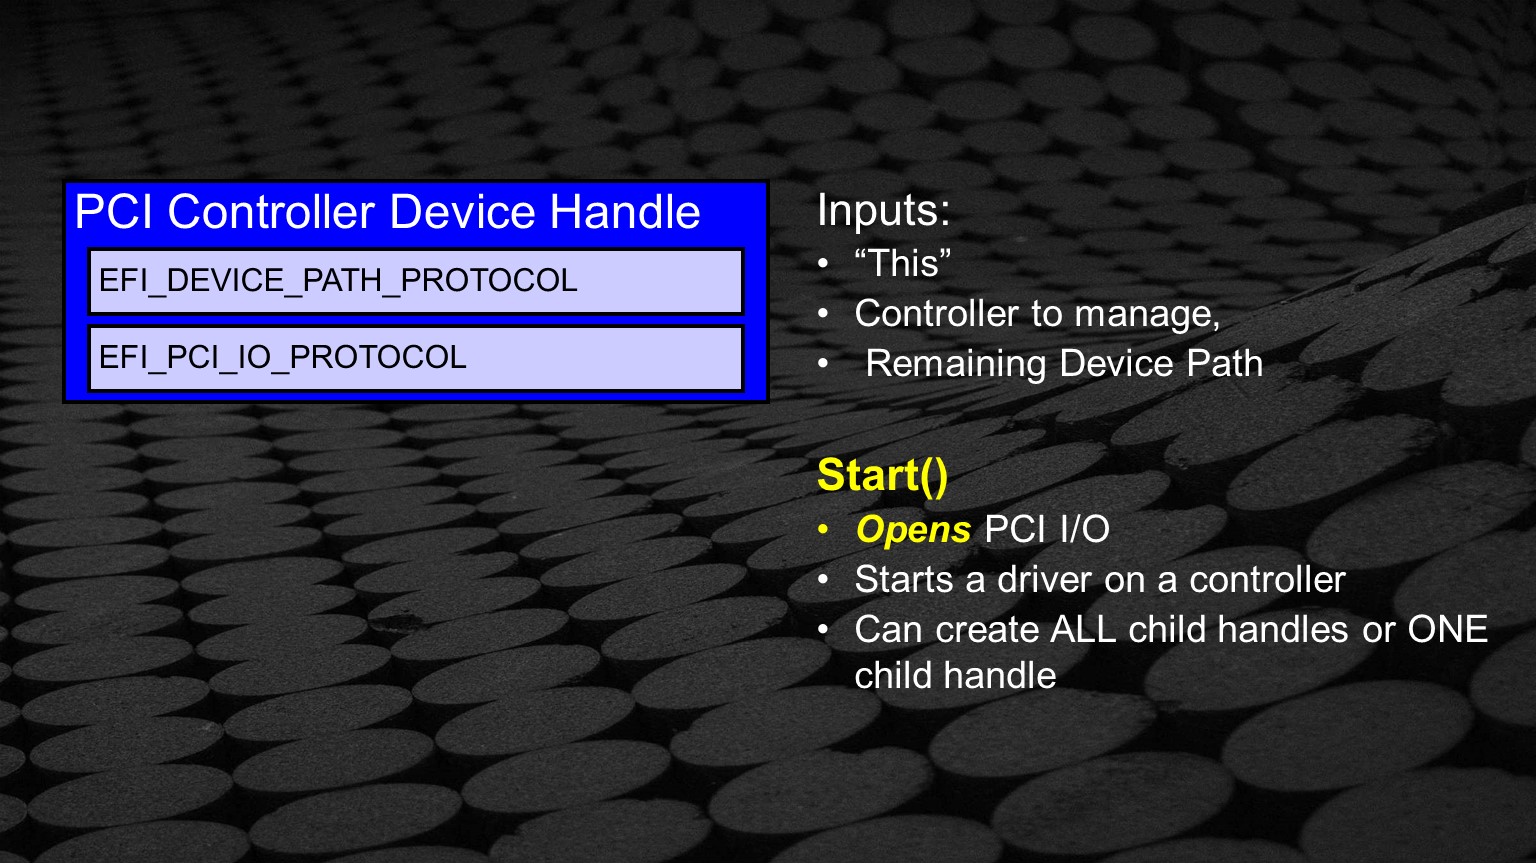 PCI Controller Device Handle
EFI_DEVICE_PATH_PROTOCOL
EFI_PCI_IO_PROTOCOL
Inputs:
• “This”
• Controller to manage,
• Remaining Device Path
Start()
• Opens PCI I/O
• Starts a driver on a controller
• Can create ALL child handles or ONE
child handle